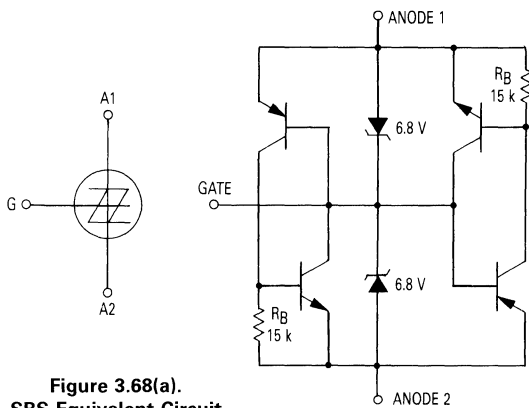 ANODE 1
RB
15 k
A1
6.8 V
GATE
G
6.8 V
RB
15 k
A2
ANODE 2
Figure 3.68(a).
SBS Equivalent Circuit